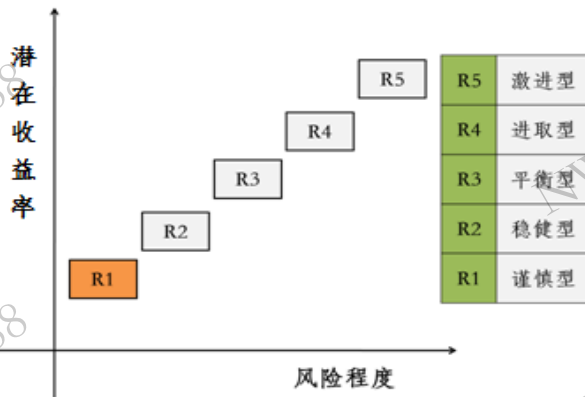 潜在收益率
R5
R4
R3
R2
R1
风险程度
R5 激进型
R4 进取型
R3 平衡型
R2 稳健型
R1 谨慎型